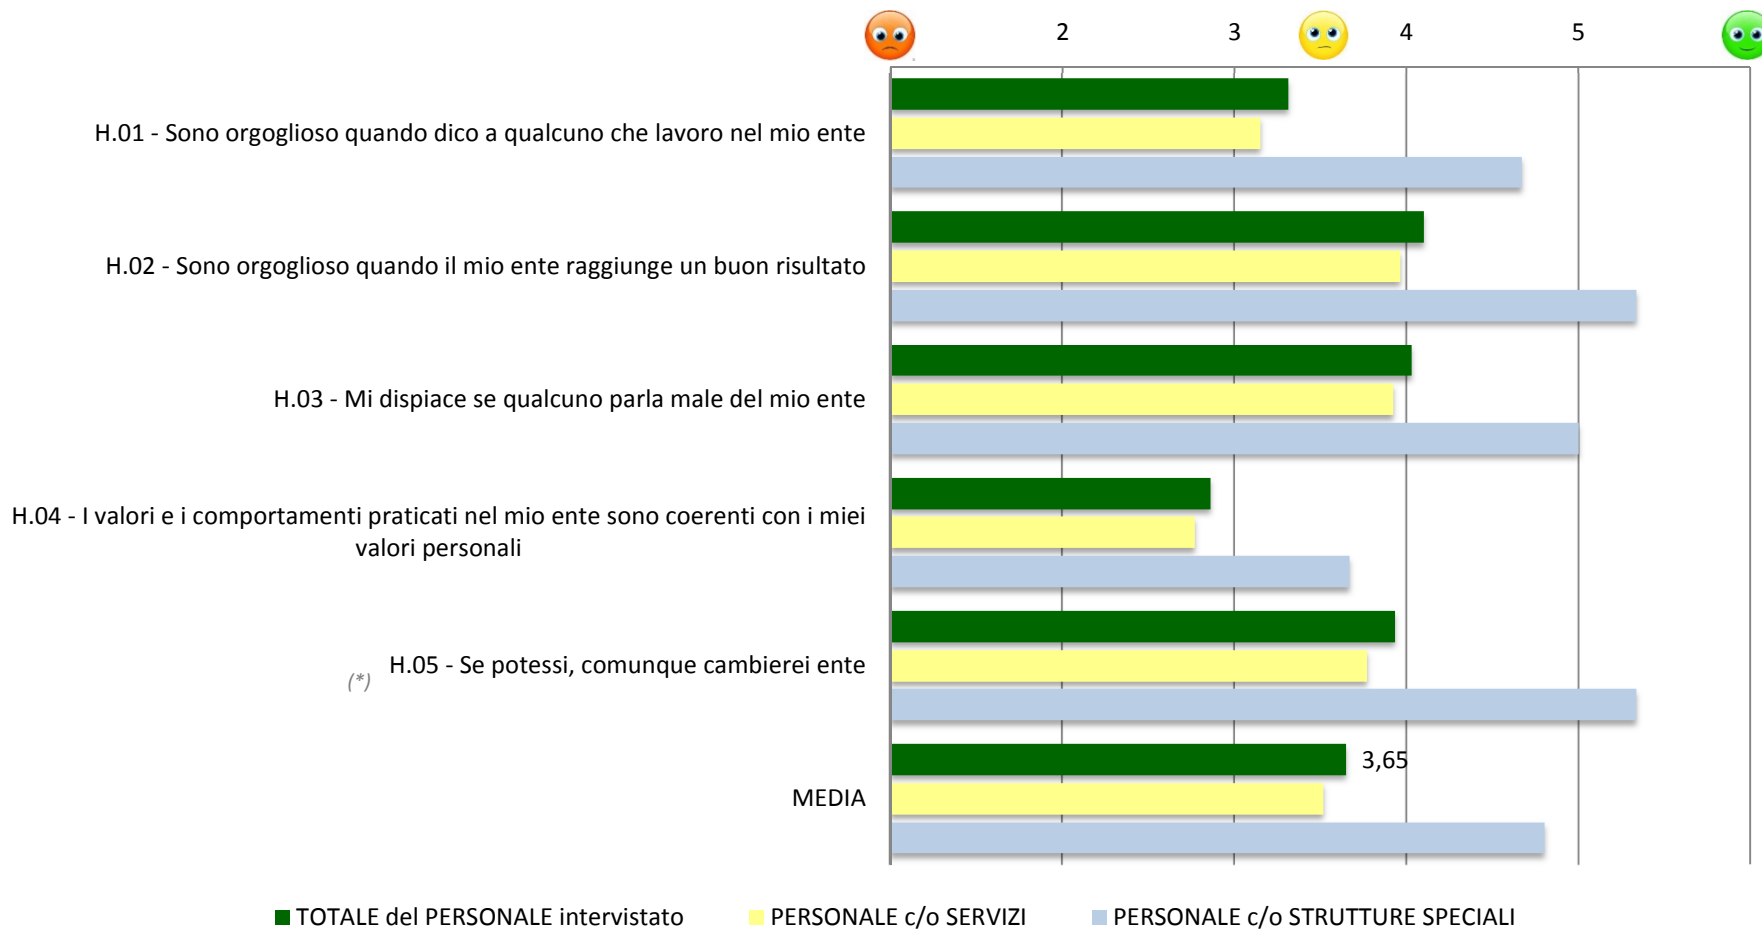 2 3 4 5
H.01 - Sono orgoglioso quando dico a qualcuno che lavoro nel mio ente
H.02 - Sono orgoglioso quando il mio ente raggiunge un buon risultato
H.03 - Mi dispiace se qualcuno parla male del mio ente
H.04 - I valori e i comportamenti praticati nel mio ente sono coerenti con i miei
valori personali
H.05 - Se potessi, comunque cambierei ente
(*)
3,65
MEDIA
TOTALE del PERSONALE intervistato PERSONALE c/o SERVIZI PERSONALE c/o STRUTTURE SPECIALI